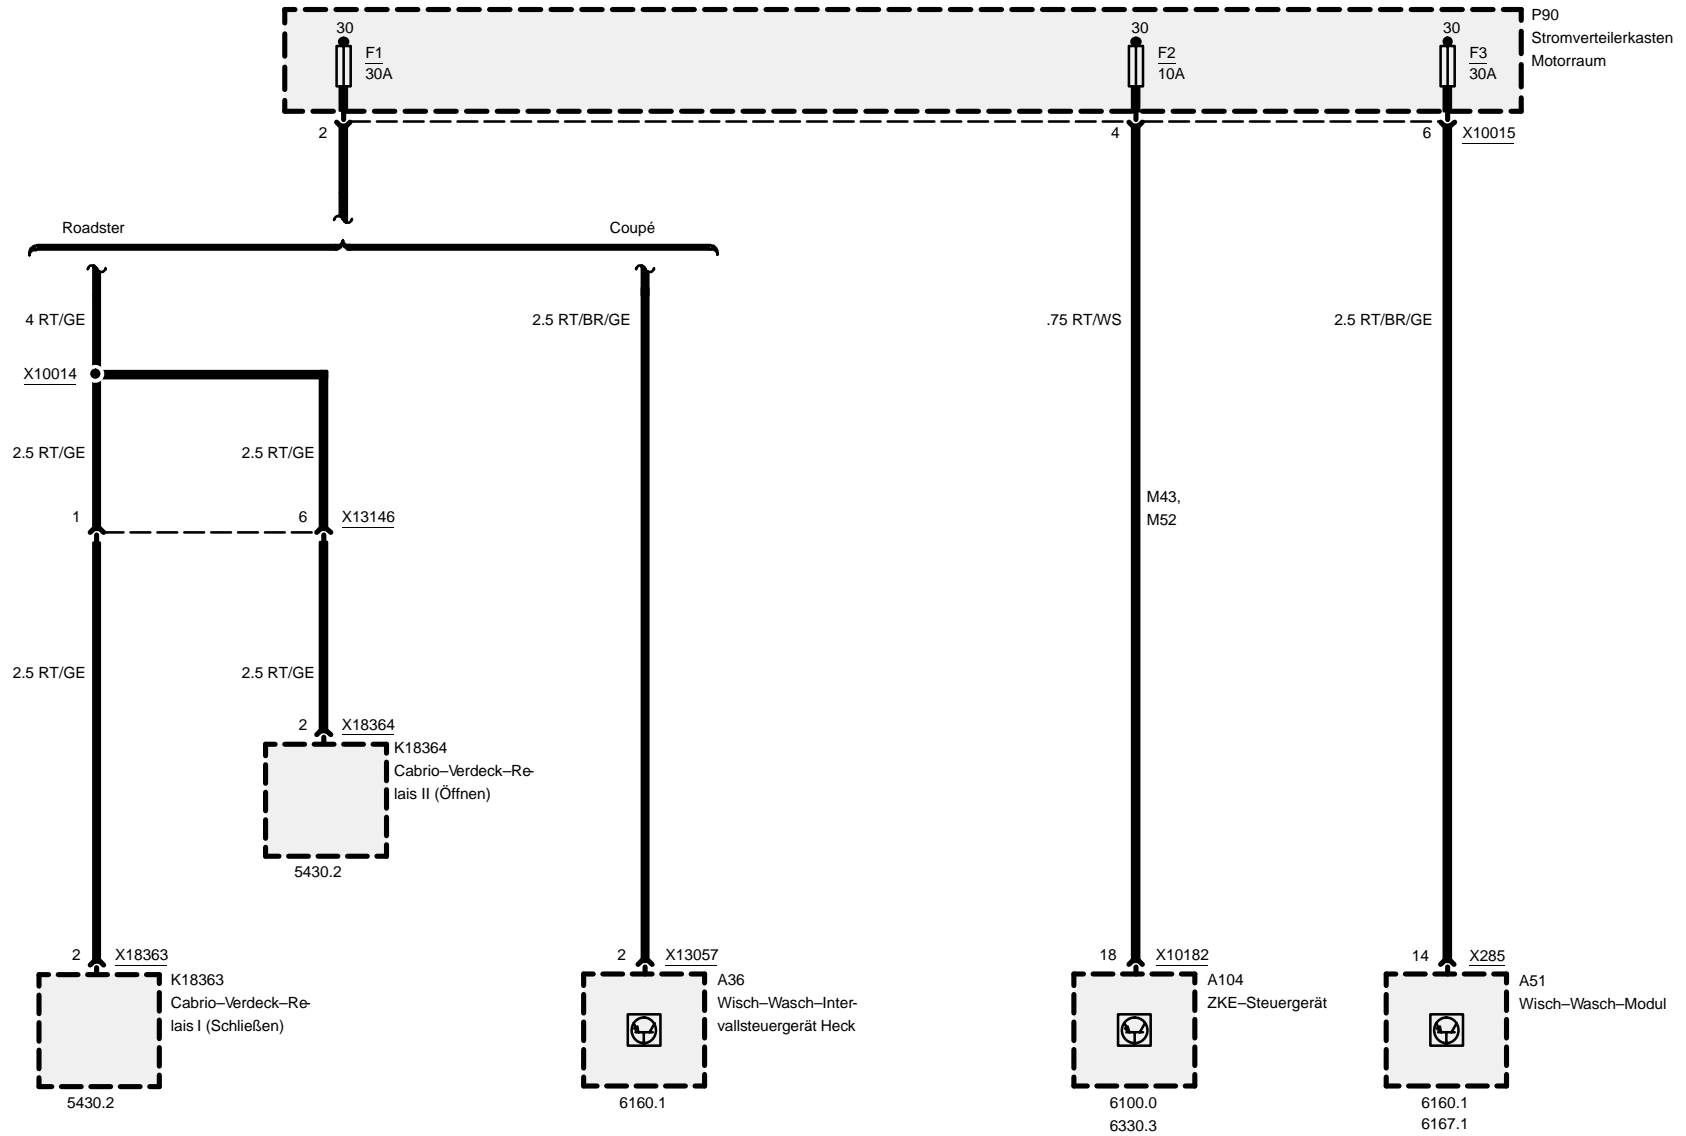 P90
Stromverteilerkasten
Motorraum
30
F1
30A
30
F2
10A
30
F3
30A
2
4
6
X10015
Roadster
Coupé
4 RT/GE
2.5 RT/BR/GE
.75 RT/WS
2.5 RT/BR/GE
X10014
2.5 RT/GE
2.5 RT/GE
M43,
M52
1
6
X13146
2.5 RT/GE
2.5 RT/GE
2
X18364
K18364
Cabrio–Verdeck–Re-
lais II (Öffnen)
5430.2
2
X18363
K18363
Cabrio–Verdeck–Re-
lais I (Schließen)
5430.2
2
X13057
A36
Wisch–Wasch–Inter-
vallsteuergerät Heck
6160.1
18
X10182
A104
ZKE–Steuergerät
6100.0
6330.3
14
X285
A51
Wisch–Wasch–Modul
6160.1
6167.1